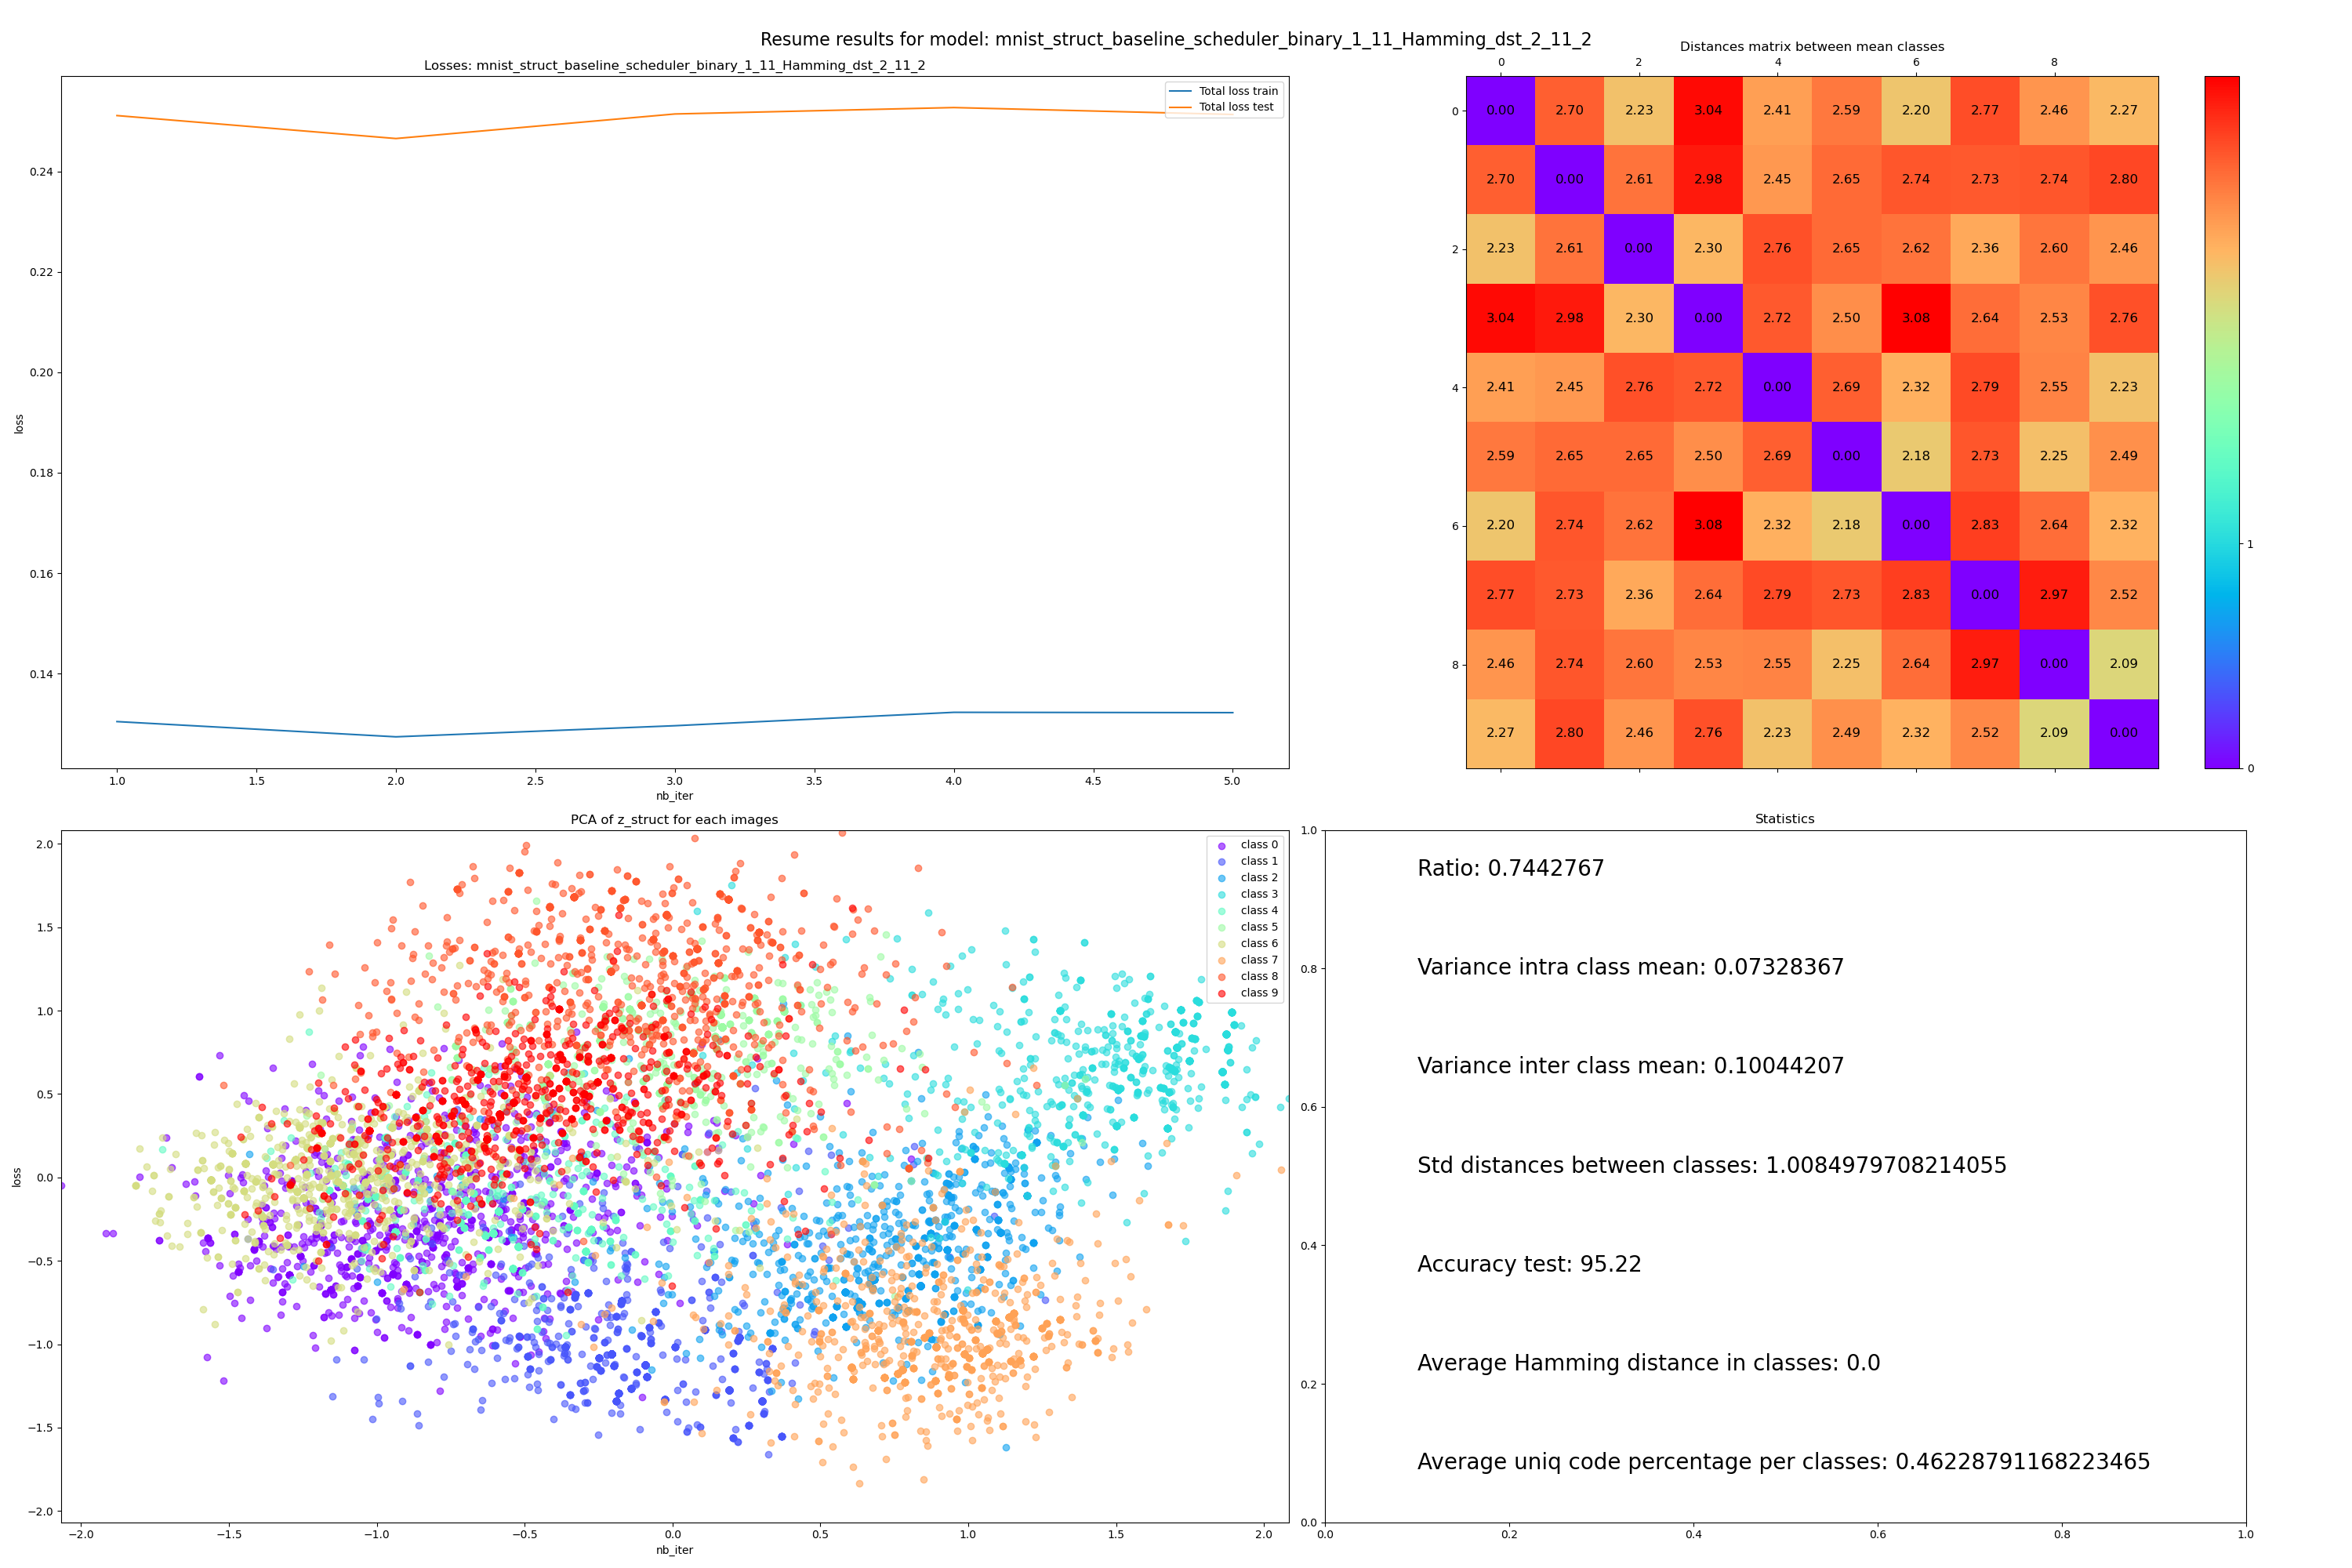 Resume results for model: mnist_struct_baseline_scheduler_binary_1_11_Hamming_dst_2_11_2
Losses: mnist_struct_baseline_scheduler_binary_1_11_Hamming_dst_2_11_2
Total loss train
Total loss test
loss
0.24
0.22
0.20
0.18
0.16
0.14
1.0 1.5 2.0 2.5 3.0 3.5 4.0 4.5 5.0
nb_iter
Distances matrix between mean classes
0 2 4 6 8
0 0.00 2.70 2.23 3.04 2.41 2.59 2.20 2.77 2.46 2.27
2.70 0.00 2.61 2.98 2.45 2.65 2.74 2.73 2.74 2.80
2 2.23 2.61 0.00 2.30 2.76 2.65 2.62 2.36 2.60 2.46
3.04 2.98 2.30 0.00 2.72 2.50 3.08 2.64 2.53 2.76
4 2.41 2.45 2.76 2.72 0.00 2.69 2.32 2.79 2.55 2.23
2.59 2.65 2.65 2.50 2.69 0.00 2.18 2.73 2.25 2.49
6 2.20 2.74 2.62 3.08 2.32 2.18 0.00 2.83 2.64 2.32
2.77 2.73 2.36 2.64 2.79 2.73 2.83 0.00 2.97 2.52
8 2.46 2.74 2.60 2.53 2.55 2.25 2.64 2.97 0.00 2.09
2.27 2.80 2.46 2.76 2.23 2.49 2.32 2.52 2.09 0.00
1
0
PCA of z_struct for each images
class 0
class 1
class 2
class 3
class 4
class 5
class 6
class 7
class 8
class 9
loss
2.0
1.5
1.0
0.5
0.0
−0.5
−1.0
−1.5
−2.0
−2.0 −1.5 −1.0 −0.5 0.0 0.5 1.0 1.5 2.0
nb_iter
Statistics
1.0
0.8
0.6
0.4
0.2
0.0
Ratio: 0.7442767
Variance intra class mean: 0.07328367
Variance inter class mean: 0.10044207
Std distances between classes: 1.0084979708214055
Accuracy test: 95.22
Average Hamming distance in classes: 0.0
Average uniq code percentage per classes: 0.46228791168223465
0.0 0.2 0.4 0.6 0.8 1.0